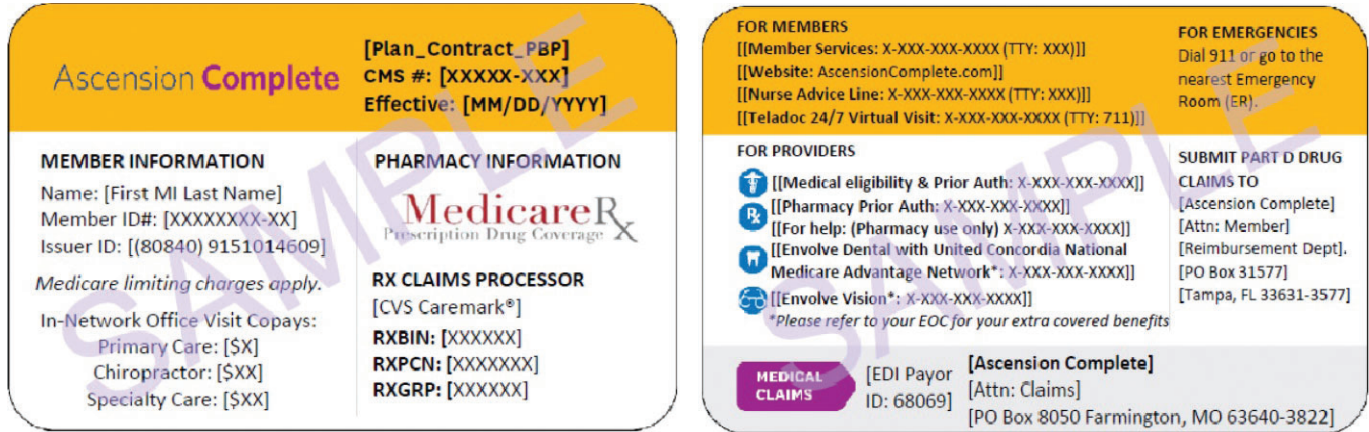 Ascension Complete
[Plan_Contract_PBP]
CMS #: [XXXXX-XXX]
Effective: [MM/DD/YYYY]
MEMBER INFORMATION
Name: [First MI Last Name]
Member ID#: [XXXXXXXX-XX]
Issuer ID: [(80840) 9151014609]
Medicare limiting charges apply.
In-Network Office Visit Copays:
Primary Care: [$X]
Chiropractor: [$XX]
Specialty Care: [$XX]
PHARMACY INFORMATION
MedicareRx
Prescription Drug Coverage
RX CLAIMS PROCESSOR
[CVS Caremark®]
RXBIN: [XXXXXX]
RXPCN: [XXXXXXX]
RXGRP: [XXXXXX]
SAMPLE
FOR MEMBERS
[[Member Services: X-XXX-XXX-XXXX (TTY: XXX)]]
[[Website: AscensionComplete.com]]
[[Nurse Advice Line: X-XXX-XXX-XXXX (TTY: XXX)]]
[[Teladoc 24/7 Virtual Visit: X-XXX-XXX-XXXX (TTY: 711)]]
FOR EMERGENCIES
Dial 911 or go to the
nearest Emergency
Room (ER).
FOR PROVIDERS
[[Medical eligibility & Prior Auth: X-XXX-XXX-XXXX]]
Rx
[[Pharmacy Prior Auth: X-XXX-XXX-XXXX]]
[[For help: (Pharmacy use only) X-XXX-XXX-XXXX]]
[[Envolve Dental with United Concordia National
Medicare Advantage Network*: X-XXX-XXX-XXXX]]
[[Envolve Vision*: X-XXX-XXX-XXXX]]
*Please refer to your EOC for your extra covered benefits
SUBMIT PART D DRUG
CLAIMS TO
[Ascension Complete]
[Attn: Member]
[Reimbursement Dept].
[PO Box 31577]
[Tampa, FL 33631-3577]
MEDICAL
CLAIMS
[EDI Payor
ID: 68069]
[Ascension Complete]
[Attn: Claims]
[PO Box 8050 Farmington, MO 63640-3822]
SAMPLE